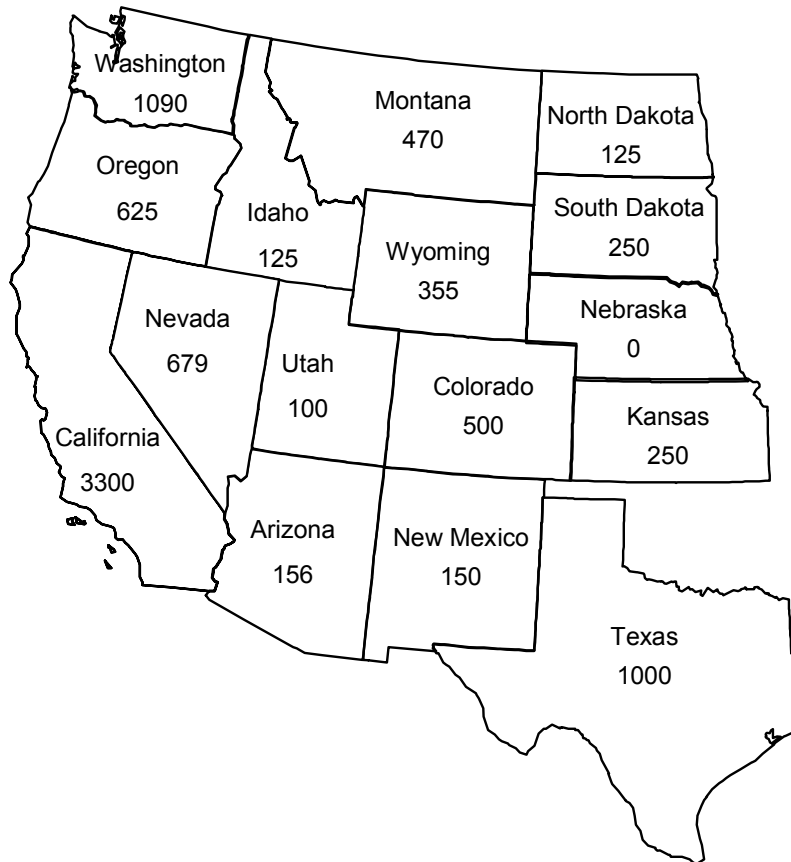 Washington
1090
Montana
470
North Dakota
125
Oregon
625
Idaho
125
South Dakota
250
Wyoming
355
Nevada
679
Nebraska
0
Utah
100
Colorado
500
Kansas
250
California
3300
Arizona
156
New Mexico
150
Texas
1000